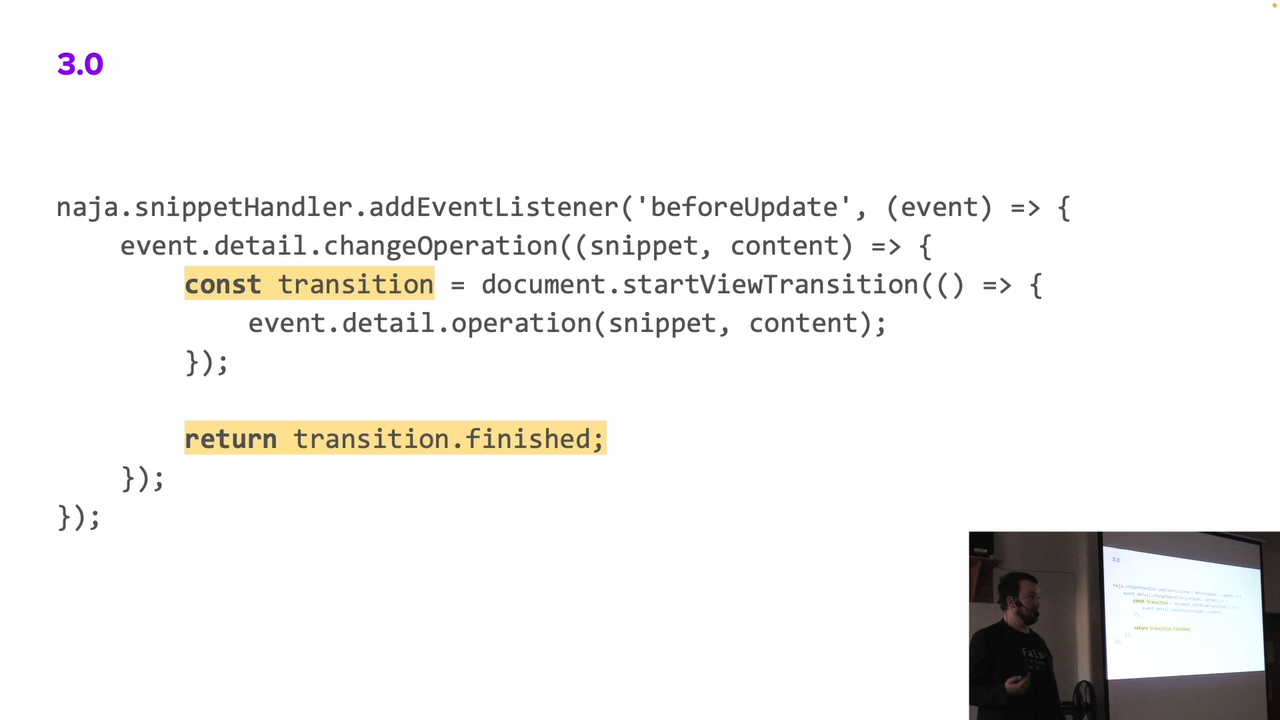 3.0
naja.snippetHandler.addEventListener('beforeUpdate', (event) => {
    event.detail.changeOperation((snippet, content) => {
        const transition = document.startViewTransition(() => {
            event.detail.operation(snippet, content);
        });

        return transition.finished;
    });
});